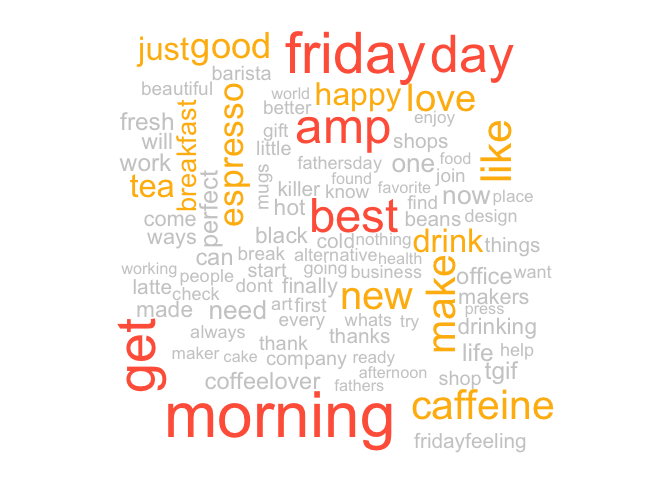 just good friday day
barista
beautiful world happy love
espresso better
fresh breakfast gift amp enjoy
will little shops like
work fathersday one food
tea perfect mugs found join
killer know favorite now place
hot find
come best beans design
ways black cold nothing drink things
can break alternative health
working people start going business make office want
latte dont finally
check new makers
made need art first press
every whats try drinking
always thank thanks
get maker cake company ready life help
afternoon tgif
coffeelover fathers shop
morning caffeine
fridayfeeling